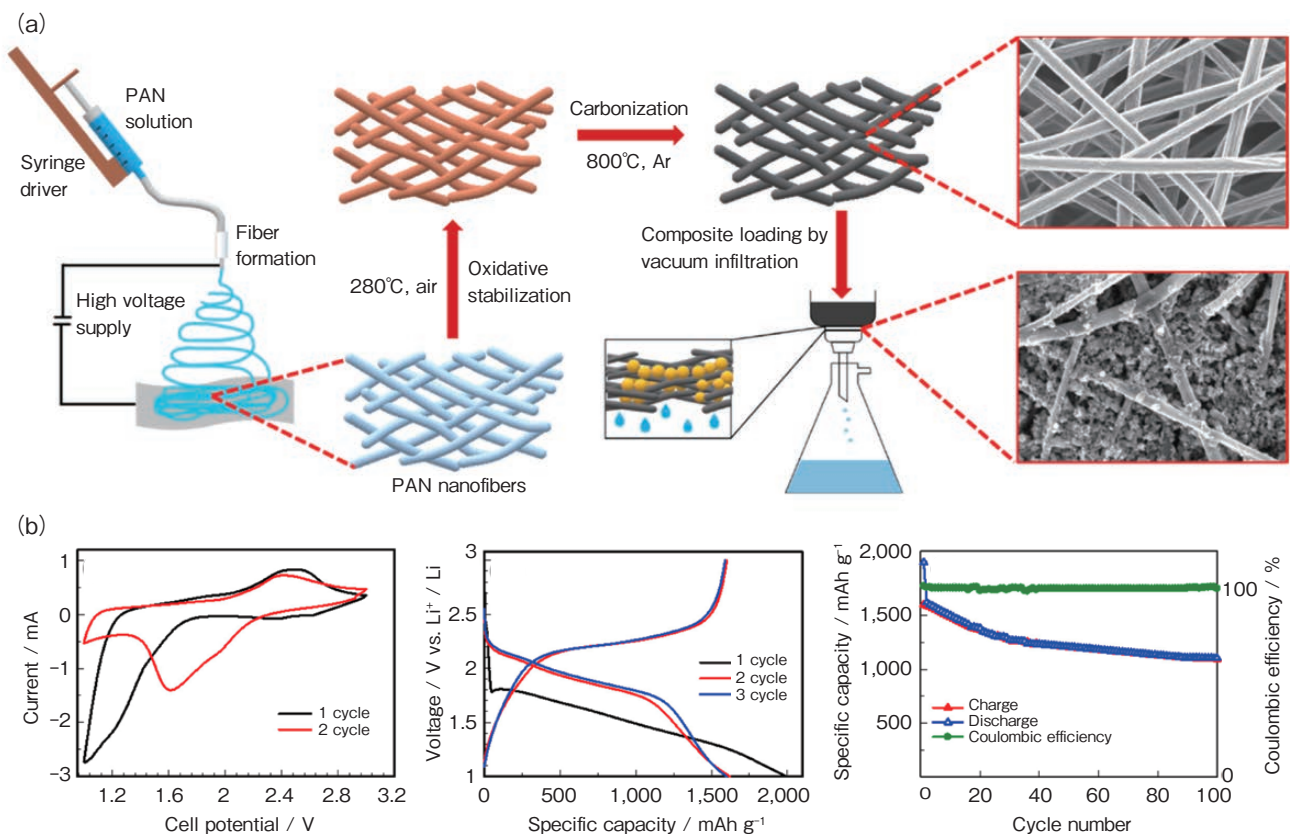 (a)
PAN
solution
Syringe
driver
Fiber
formation
High voltage
supply
280℃, air
Oxidative
stabilization
PAN nanofibers
Carbonization
800℃, Ar
Composite loading by
vacuum infiltration
(b)
Current / mA
1
0
−1
−2
−3
1.2
1.6
2
2.4
2.8
3.2
Cell potential / V
1 cycle
2 cycle
Voltage / V vs. Li⁺ / Li
3
2.5
2
1.5
1
0
500
1,000
1,500
2,000
Specific capacity / mAh g⁻¹
1 cycle
2 cycle
3 cycle
Specific capacity / mAh g⁻¹
2,000
1,500
1,000
500
0
20
40
60
80
100
Cycle number
Charge
Discharge
Coulombic efficiency
100
0
Coulombic efficiency / %